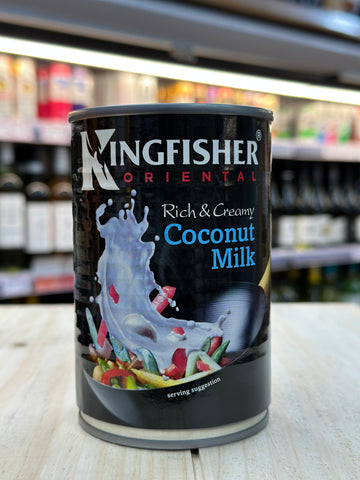 KINGFISHER®
ORIENTAL
Rich & Creamy
Coconut
Milk
serving suggestion